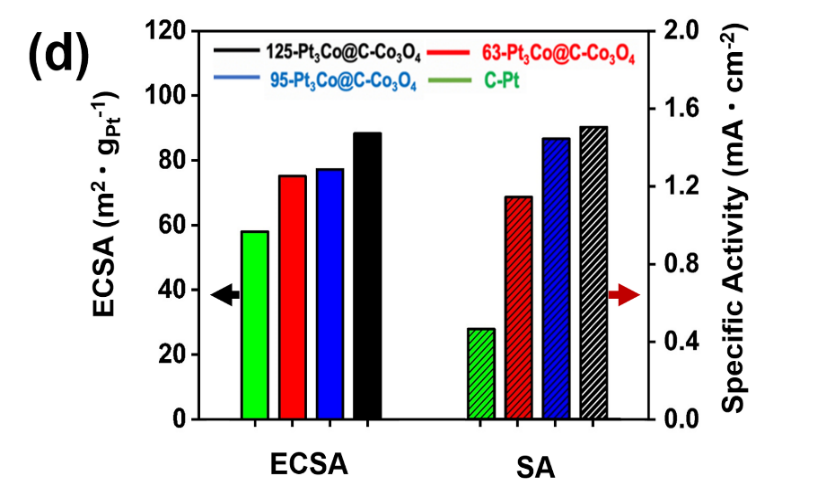 (d)
125-Pt₃Co@C-Co₃O₄
63-Pt₃Co@C-Co₃O₄
95-Pt₃Co@C-Co₃O₄
C-Pt
ECSA (m² · gPt⁻¹)
120
100
80
60
40
20
0
2.0
1.6
1.2
0.8
0.4
0.0
Specific Activity (mA · cm⁻²)
ECSA
SA